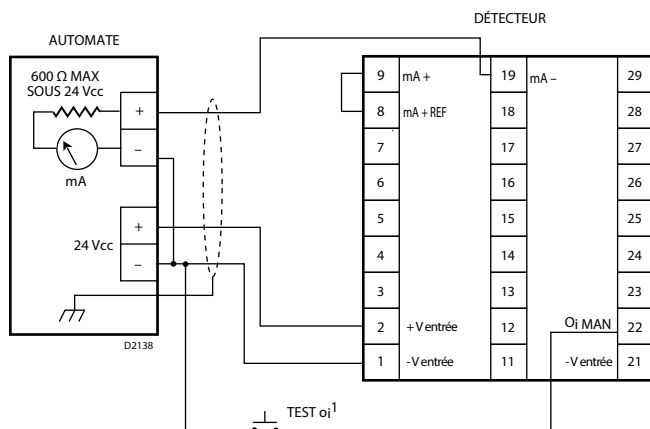 DÉTECTEUR
AUTOMATE
600 Ω MAX
SOUS 24 Vcc
+
−
mA
24 Vcc
+
−
D2138
9 mA + 19 mA − 29
8 mA + REF 18 28
7 17 27
6 16 26
5 15 25
4 14 24
3 13 23
2 + V entrée 12 Oi MAN 22
1 - V entrée 11 - V entrée 21
TEST oi1